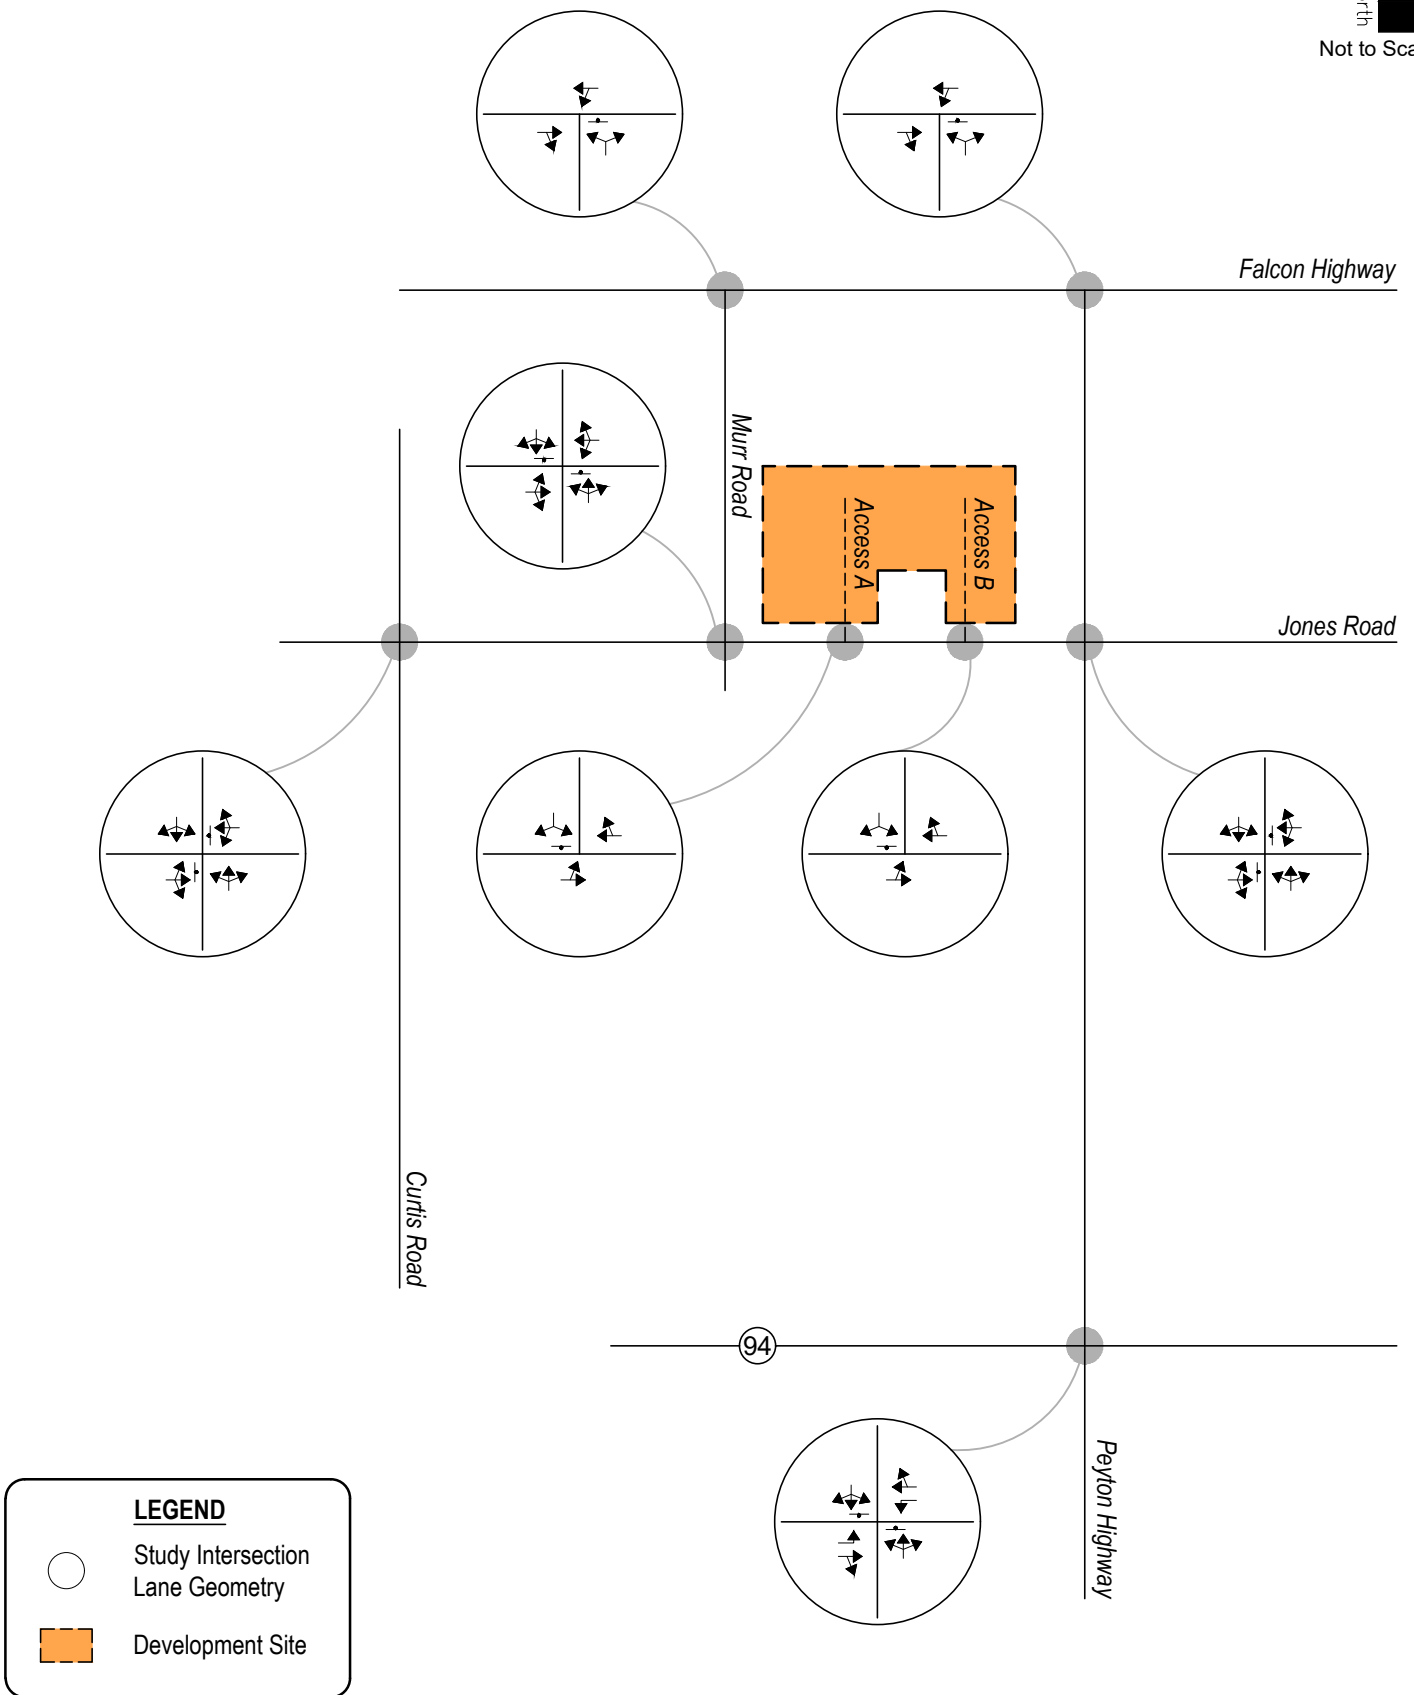 Not to Sca
Falcon Highway
Murr Road
Access A
Access B
Jones Road
Curtis Road
94
Peyton Highway
LEGEND
Study Intersection
Lane Geometry
Development Site